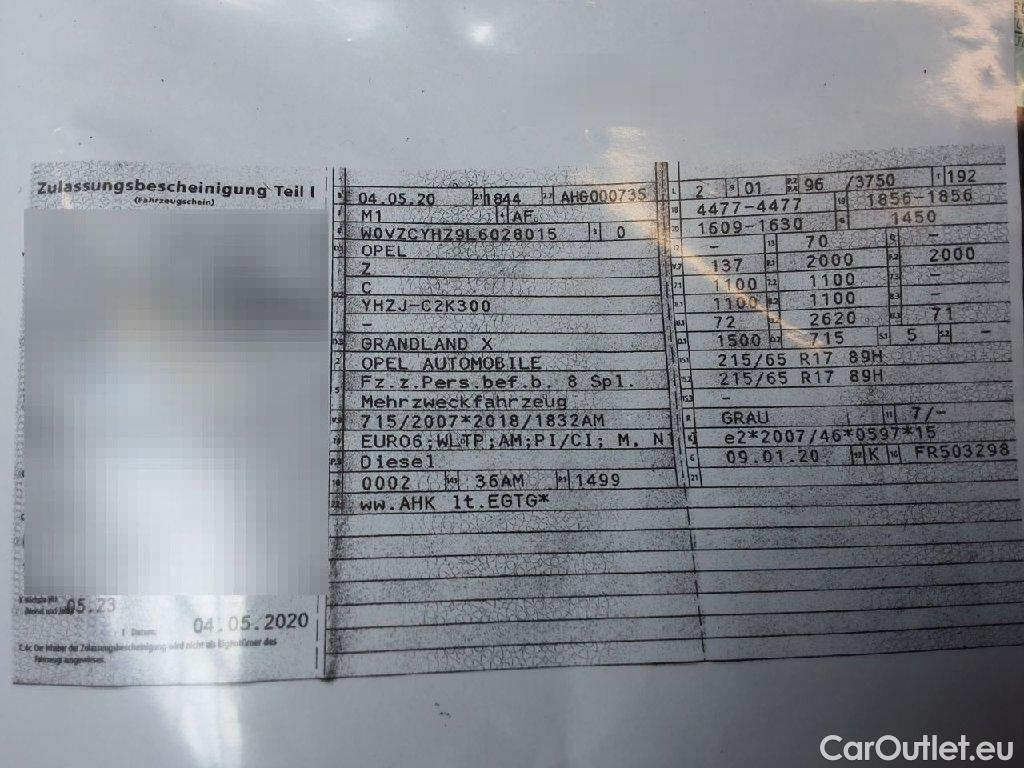 Zulassungsbescheinigung Teil I
(Fahrzeugschein)
05.23
04.05.2020
04.05.20 1844 AHG000735
M1 AF
W0VZCYHZ9L6028015 0
OPEL
Z
C
YHZJ-C2K300
–
GRANDLAND X
OPEL AUTOMOBILE
Fz.z.Pers.bef.b. 8 Spl.
Mehrzweckfahrzeug
715/2007*2018/1832AM
EURO6;WLTP;AM;PI/CI; M, N1
Diesel
0002 36AM 1499
ww.AHK lt.EGTG*
2 01 96 /3750 192
4477-4477 1856-1856
1609-1630 1450
– 70 –
137 2000 2000
1100 1100 –
1100 1100 –
72 2620 71
1500 715 5 –
215/65 R17 89H
215/65 R17 89H
–
GRAU 7/-
e2*2007/46*0597*15
09.01.20 K FR503298
CarOutlet.eu